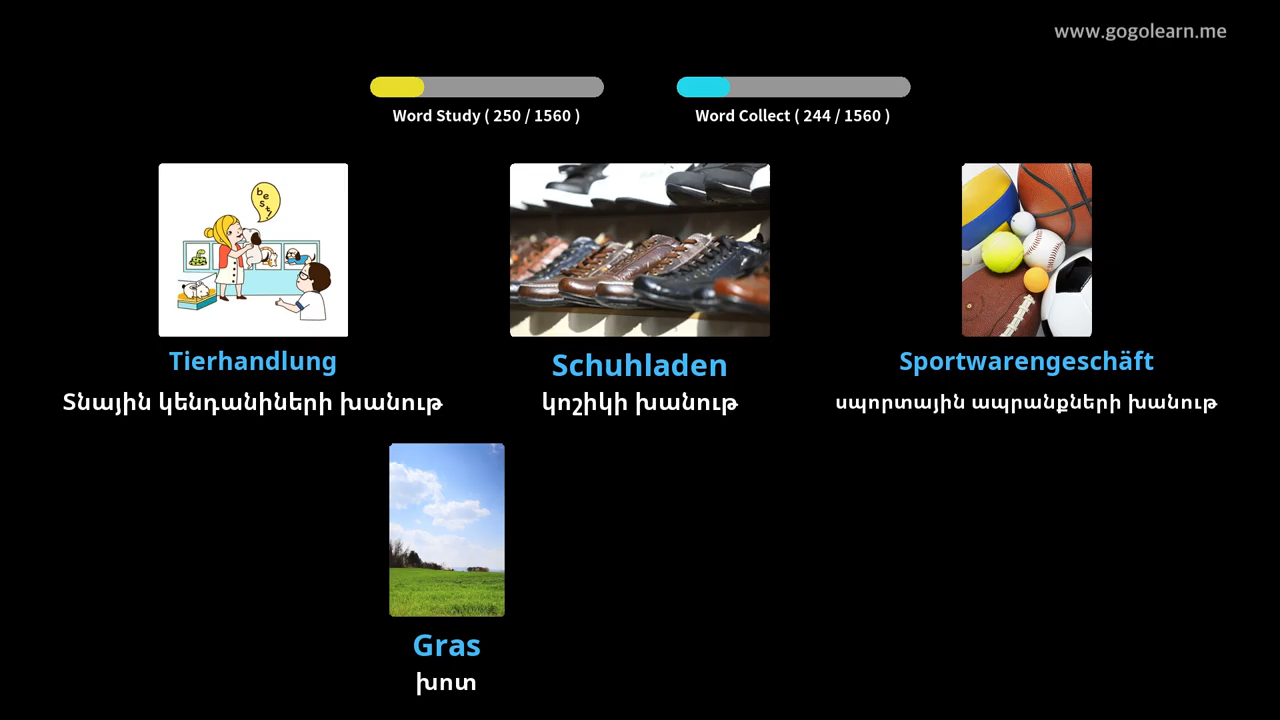 www.gogolearn.me
Word Study ( 250 / 1560 )
Word Collect ( 244 / 1560 )
best
Tierhandlung
Տնային կենդանիների խանութ
Schuhladen
կոշիկի խանութ
Sportwarengeschäft
սպորտային ապրանքների խանութ
Gras
խոտ